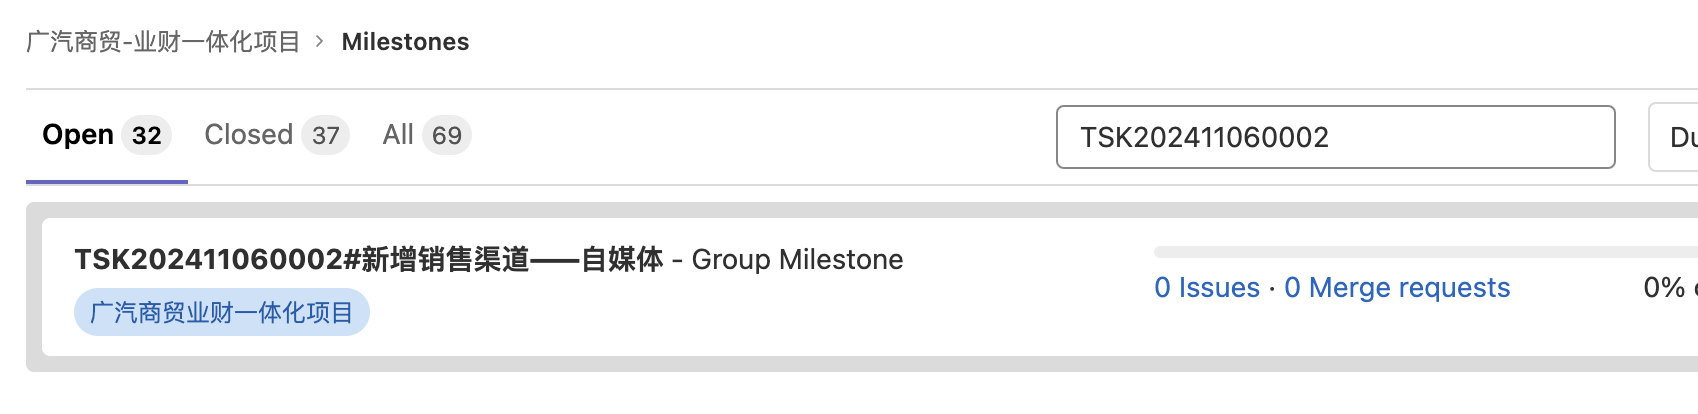 广汽商贸-业财一体化项目 > Milestones
Open 32 Closed 37 All 69 TSK202411060002
TSK202411060002#新增销售渠道——自媒体 - Group Milestone
0 Issues · 0 Merge requests 0%
广汽商贸业财一体化项目